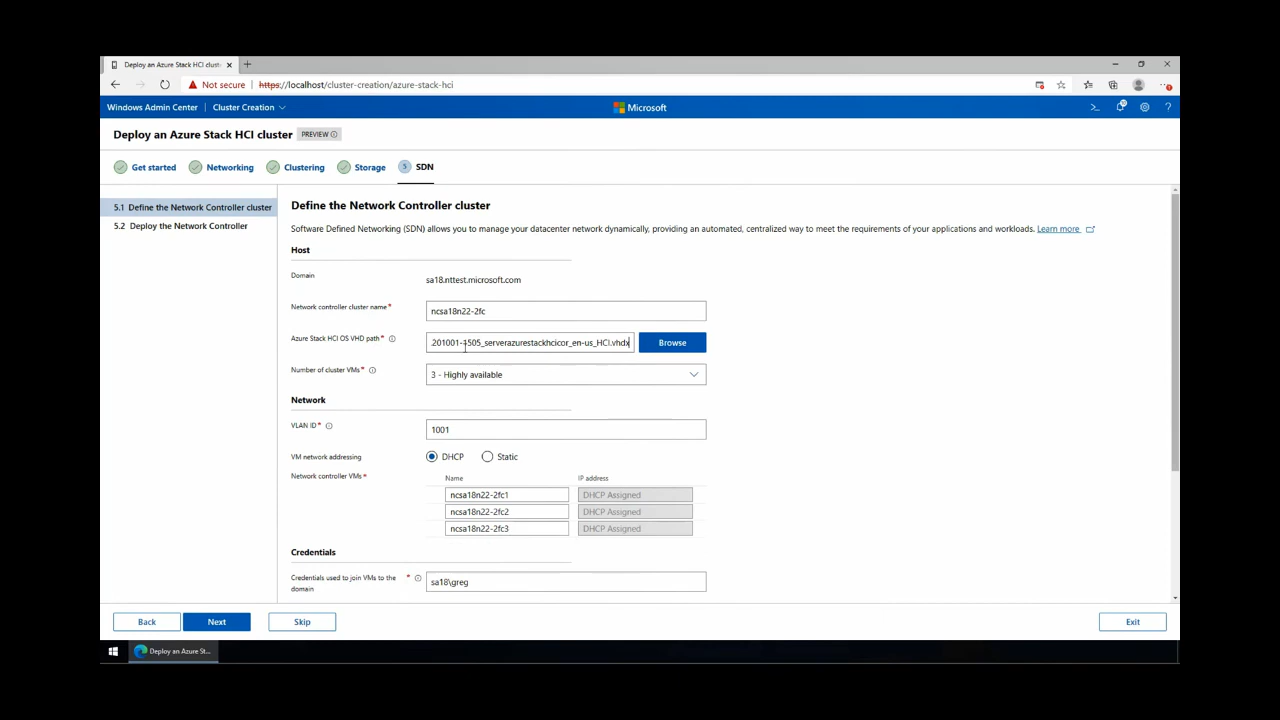 Deploy an Azure Stack HCI clust
Not secure https://localhost/cluster-creation/azure-stack-hci
Windows Admin Center Cluster Creation Microsoft
Deploy an Azure Stack HCI cluster PREVIEW
Get started Networking Clustering Storage 5 SDN
5.1 Define the Network Controller cluster
5.2 Deploy the Network Controller
Define the Network Controller cluster
Software Defined Networking (SDN) allows you to manage your datacenter network dynamically, providing an automated, centralized way to meet the requirements of your applications and workloads. Learn more
Host
Domain sa18.nttest.microsoft.com
Network controller cluster name* ncsa18n22-2fc
Azure Stack HCI OS VHD path* .201001-1505_serverazurestackhcicor_en-us_HCI.vhdx Browse
Number of cluster VMs* 3 - Highly available
Network
VLAN ID* 1001
VM network addressing DHCP Static
Network controller VMs* Name IP address
ncsa18n22-2fc1 DHCP Assigned
ncsa18n22-2fc2 DHCP Assigned
ncsa18n22-2fc3 DHCP Assigned
Credentials
Credentials used to join VMs to the domain * sa18\greg
Back Next Skip Exit
Deploy an Azure St...